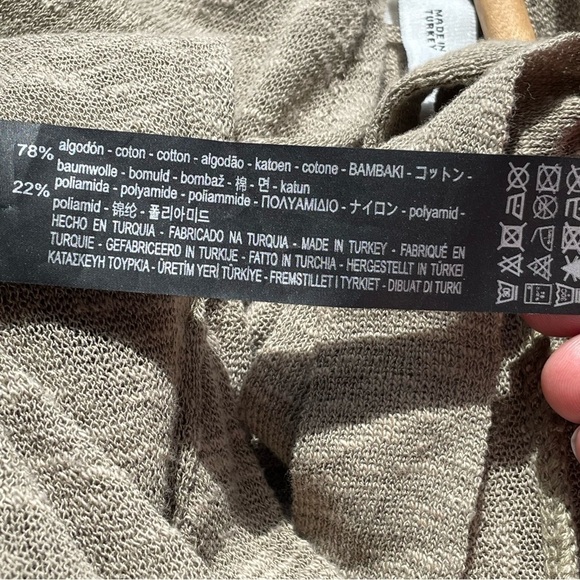 MADE IN
TURKEY
78% algodón - coton - cotton - algodão - katoen - cotone - ΒΑΜΒΑΚΙ - コットン -
baumwolle - bomuld - bombaž - 棉 - 면 - katun
22% poliamida - polyamide - poliammide - ΠΟΛΥΑΜΙΔΙΟ - ナイロン - polyamid -
poliamid - 锦纶 - 폴리아미드
HECHO EN TURQUIA - FABRICADO NA TURQUIA - MADE IN TURKEY - FABRIQUÉ EN
TURQUIE - GEFABRICEERD IN TURKIJE - FATTO IN TURCHIA - HERGESTELLT IN TÜRKEI
ΚΑΤΑΣΚΕΥΗ ΤΟΥΡΚΙΑ - ÜRETİM YERİ TÜRKİYE - FREMSTILLET I TYRKIET - DIBUAT DI TURKI